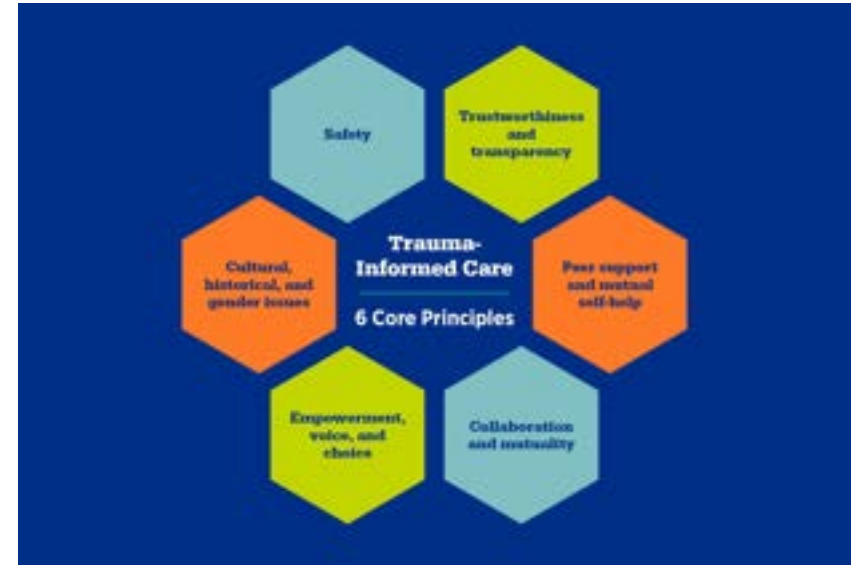 Safety
Trustworthiness
and
transparency
Cultural,
historical, and
gender issues
Trauma-
Informed Care
6 Core Principles
Peer support
and mutual
self-help
Empowerment,
voice, and
choice
Collaboration
and mutuality